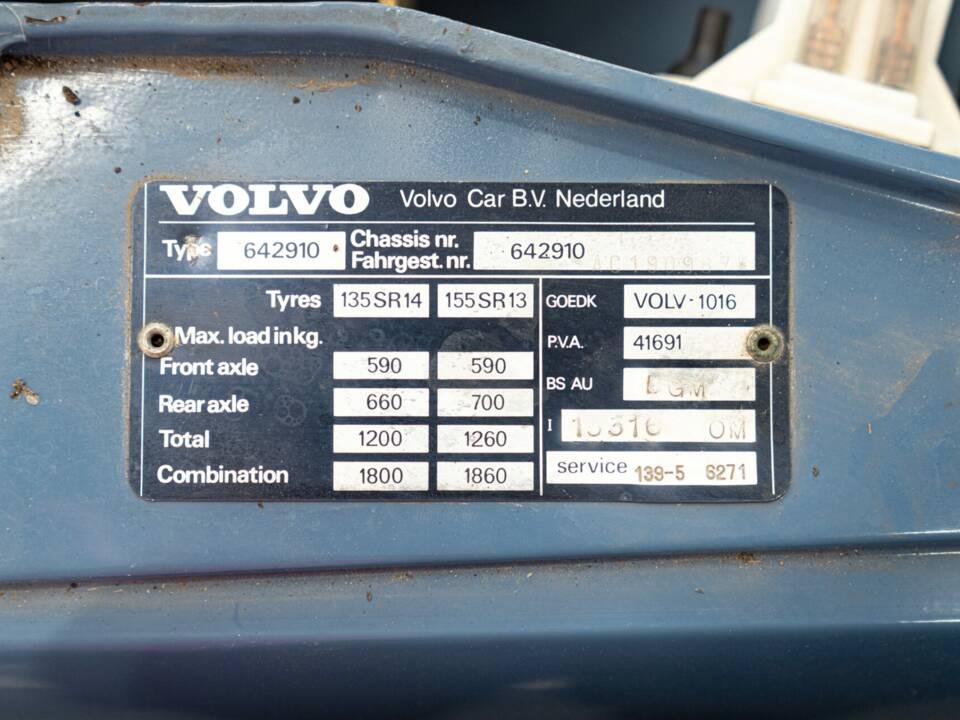 VOLVO Volvo Car B.V. Nederland
Type 642910 Chassis nr. Fahrgest. nr. 642910
Tyres 135SR14 155SR13
Max. load in kg.
Front axle 590 590
Rear axle 660 700
Total 1200 1260
Combination 1800 1860
GOEDK VOLV-1016
P.V.A. 41691
BS AU GM
I OM
service 139-5 6271